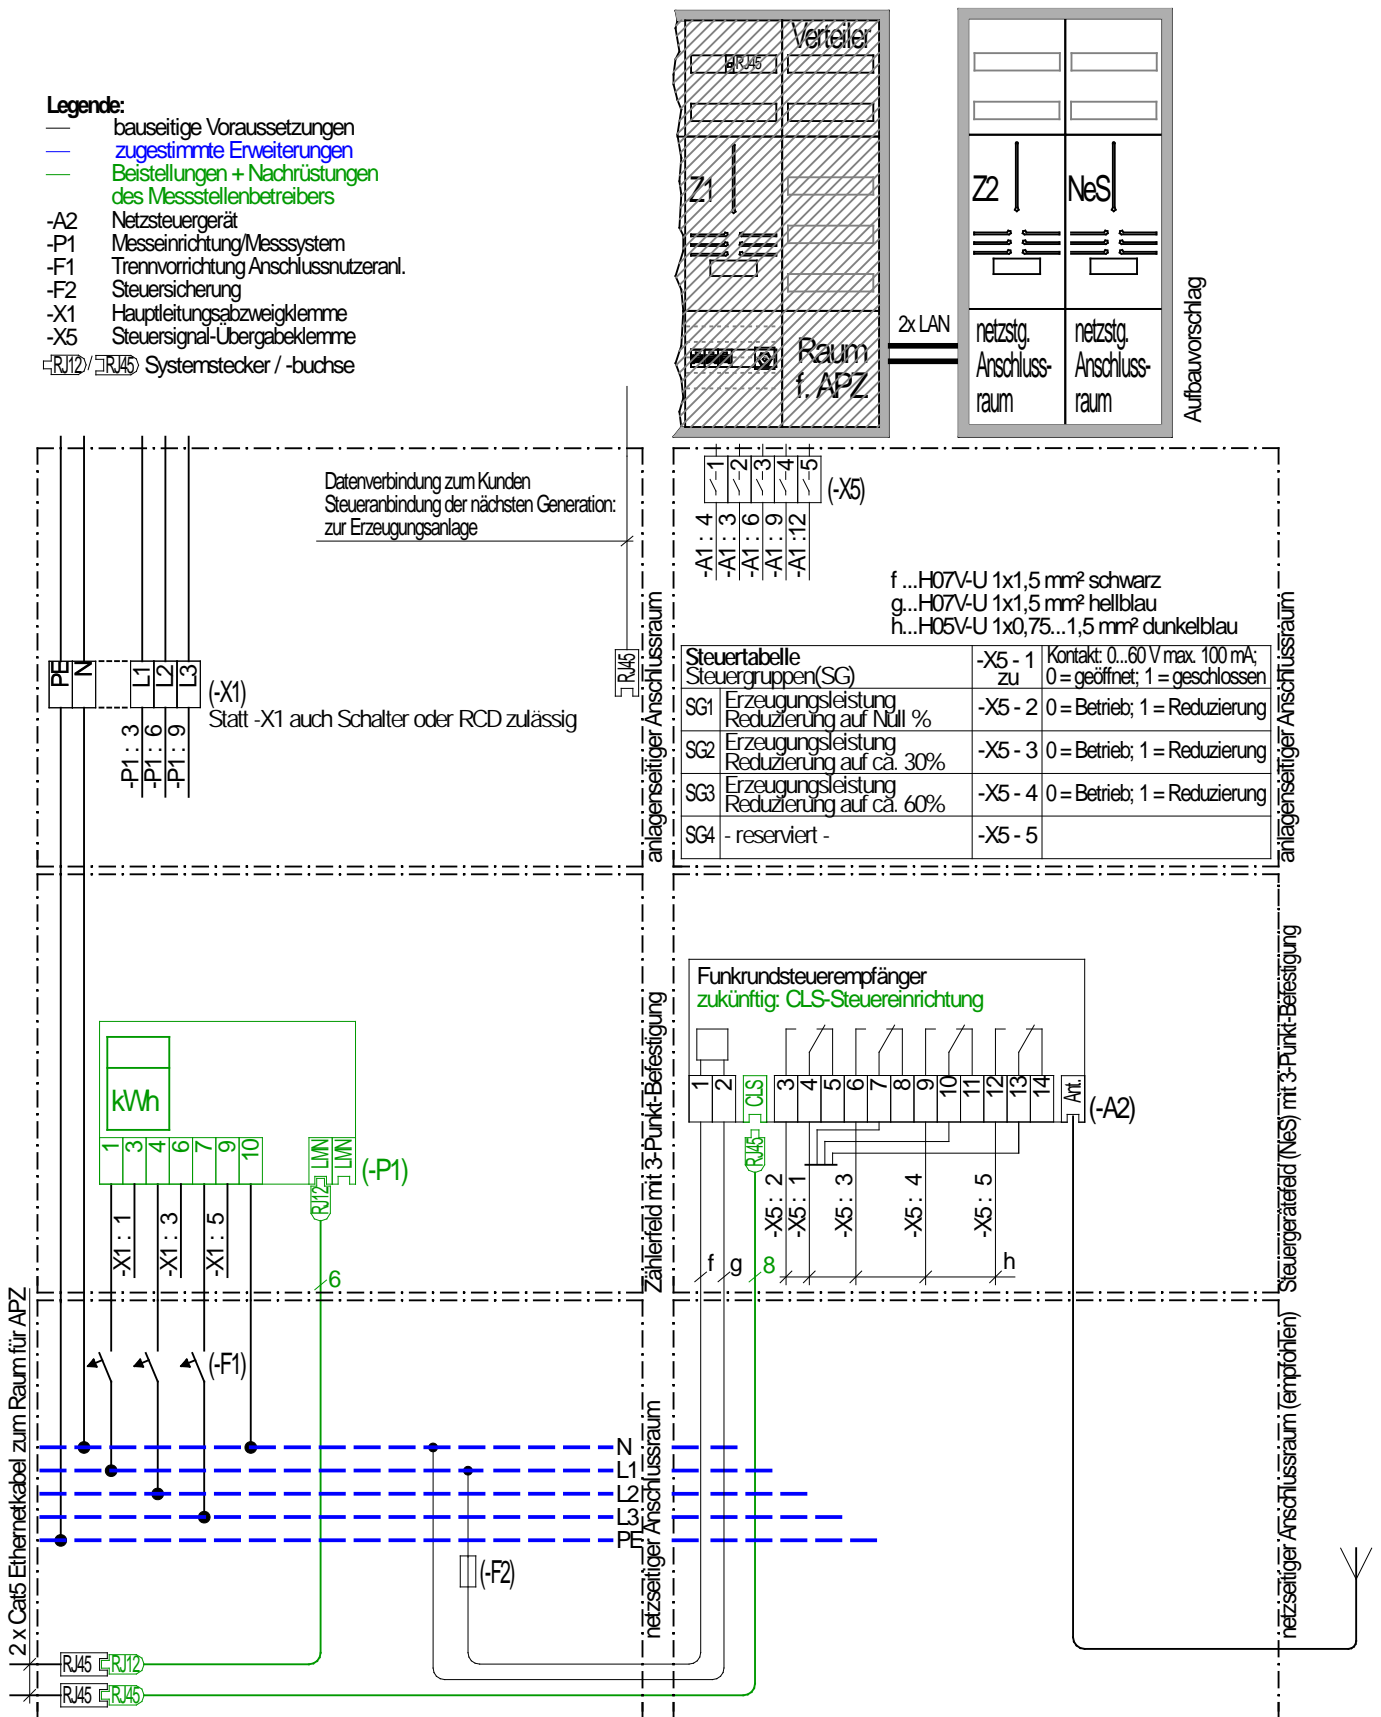 Legende:
bauseitige Voraussetzungen
zugestimmte Erweiterungen
Beistellungen + Nachrüstungen
des Messstellenbetreibers
-A2 Netzsteuergerät
-P1 Messeinrichtung/Messsystem
-F1 Trennvorrichtung Anschlussnutzeranl.
-F2 Steuersicherung
-X1 Hauptleitungsabzweigklemme
-X5 Steuersignal-Übergabeklemme
RJ12 / RJ45 Systemstecker / -buchse
Verteiler
RJ45
Z1
Raum
f. APZ
2x LAN
Z2
NeS
netzstg.
Anschluss-
raum
netzstg.
Anschluss-
raum
Aufbauvorschlag
Datenverbindung zum Kunden
Steueranbindung der nächsten Generation:
zur Erzeugungsanlage
RJ45
PE N L1 L2 L3
(-X1)
Statt -X1 auch Schalter oder RCD zulässig
-P1 : 3
-P1 : 6
-P1 : 9
anlagenseitiger Anschlussraum
1 2 3 4 5
(-X5)
-A1 : 4
-A1 : 3
-A1 : 6
-A1 : 9
-A1 :12
f ...H07V-U 1x1,5 mm² schwarz
g...H07V-U 1x1,5 mm² hellblau
h...H05V-U 1x0,75...1,5 mm² dunkelblau
Steuertabelle
Steuergruppen(SG)
-X5 - 1
zu
Kontakt: 0...60 V max. 100 mA;
0 = geöffnet; 1 = geschlossen
SG1 Erzeugungsleistung
Reduzierung auf Null %
-X5 - 2 0 = Betrieb; 1 = Reduzierung
SG2 Erzeugungsleistung
Reduzierung auf ca. 30%
-X5 - 3 0 = Betrieb; 1 = Reduzierung
SG3 Erzeugungsleistung
Reduzierung auf ca. 60%
-X5 - 4 0 = Betrieb; 1 = Reduzierung
SG4 - reserviert - -X5 - 5
anlagenseitiger Anschlussraum
kWh
1 3 4 6 7 9 10
LMN
LMN
(-P1)
RJ12
-X1 : 1
-X1 : 3
-X1 : 5
6
Zählerfeld mit 3-Punkt-Befestigung
Funkrundsteuerempfänger
zukünftig: CLS-Steuereinrichtung
1 2 CLS 3 4 5 6 7 8 9 10 11 12 13 14 Ant.
(-A2)
RJ45
-X5 : 2
-X5 : 1
-X5 : 3
-X5 : 4
-X5 : 5
f g 8 h
Steuergerätefeld (NeS) mit 3-Punkt-Befestigung
2 x Cat5 Ethernetkabel zum Raum für APZ
(-F1)
N
L1
L2
L3
PE
(-F2)
netzseitiger Anschlussraum
netzseitiger Anschlussraum (empfohlen)
RJ45 RJ12
RJ45 RJ45